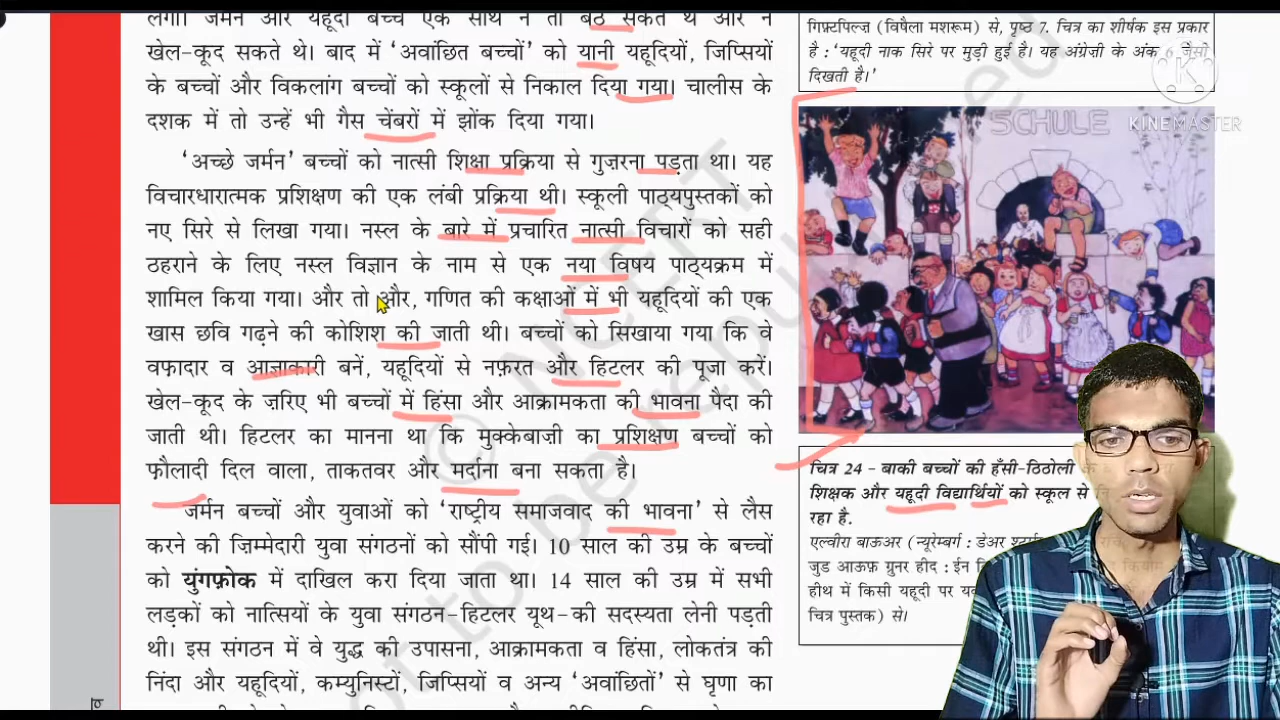 लगा। जर्मन और यहूदी बच्चे एक साथ न तो बैठ सकते थे और न
खेल-कूद सकते थे। बाद में ‘अवांछित बच्चों’ को यानी यहूदियों, जिप्सियों
के बच्चों और विकलांग बच्चों को स्कूलों से निकाल दिया गया। चालीस के
दशक में तो उन्हें भी गैस चेंबरों में झोंक दिया गया।
‘अच्छे जर्मन’ बच्चों को नात्सी शिक्षा प्रक्रिया से गुज़रना पड़ता था। यह
विचारधारात्मक प्रशिक्षण की एक लंबी प्रक्रिया थी। स्कूली पाठ्यपुस्तकों को
नए सिरे से लिखा गया। नस्ल के बारे में प्रचारित नात्सी विचारों को सही
ठहराने के लिए नस्ल विज्ञान के नाम से एक नया विषय पाठ्यक्रम में
शामिल किया गया। और तो और, गणित की कक्षाओं में भी यहूदियों की एक
खास छवि गढ़ने की कोशिश की जाती थी। बच्चों को सिखाया गया कि वे
वफ़ादार व आज्ञाकारी बनें, यहूदियों से नफ़रत और हिटलर की पूजा करें।
खेल-कूद के ज़रिए भी बच्चों में हिंसा और आक्रामकता की भावना पैदा की
जाती थी। हिटलर का मानना था कि मुक्केबाज़ी का प्रशिक्षण बच्चों को
फ़ौलादी दिल वाला, ताकतवर और मर्दाना बना सकता है।
जर्मन बच्चों और युवाओं को ‘राष्ट्रीय समाजवाद की भावना’ से लैस
करने की ज़िम्मेदारी युवा संगठनों को सौंपी गई। 10 साल की उम्र के बच्चों
को युंगफ़ोक में दाखिल करा दिया जाता था। 14 साल की उम्र में सभी
लड़कों को नात्सियों के युवा संगठन-हिटलर यूथ-की सदस्यता लेनी पड़ती
थी। इस संगठन में वे युद्ध की उपासना, आक्रामकता व हिंसा, लोकतंत्र की
निंदा और यहूदियों, कम्युनिस्टों, जिप्सियों व अन्य ‘अवांछितों’ से घृणा का
© NCERT
be repu
गिफ़्टपिल्ज़ (विषैला मशरूम) से, पृष्ठ 7. चित्र का शीर्षक इस प्रकार
है : ‘यहूदी नाक सिरे पर मुड़ी हुई है। यह अंग्रेज़ी के अंक 6 जैसी
दिखती है।’
SCHULE
KINEMASTER
चित्र 24 – बाकी बच्चों की हँसी-ठिठोली के
शिक्षक और यहूदी विद्यार्थियों को स्कूल से
रहा है.
एल्वीरा बाऊअर (न्यूरेम्बर्ग : डेअर
जुड आऊफ़ ग्रुनर हीद : ईन
हीथ में किसी यहूदी पर
चित्र पुस्तक) से।